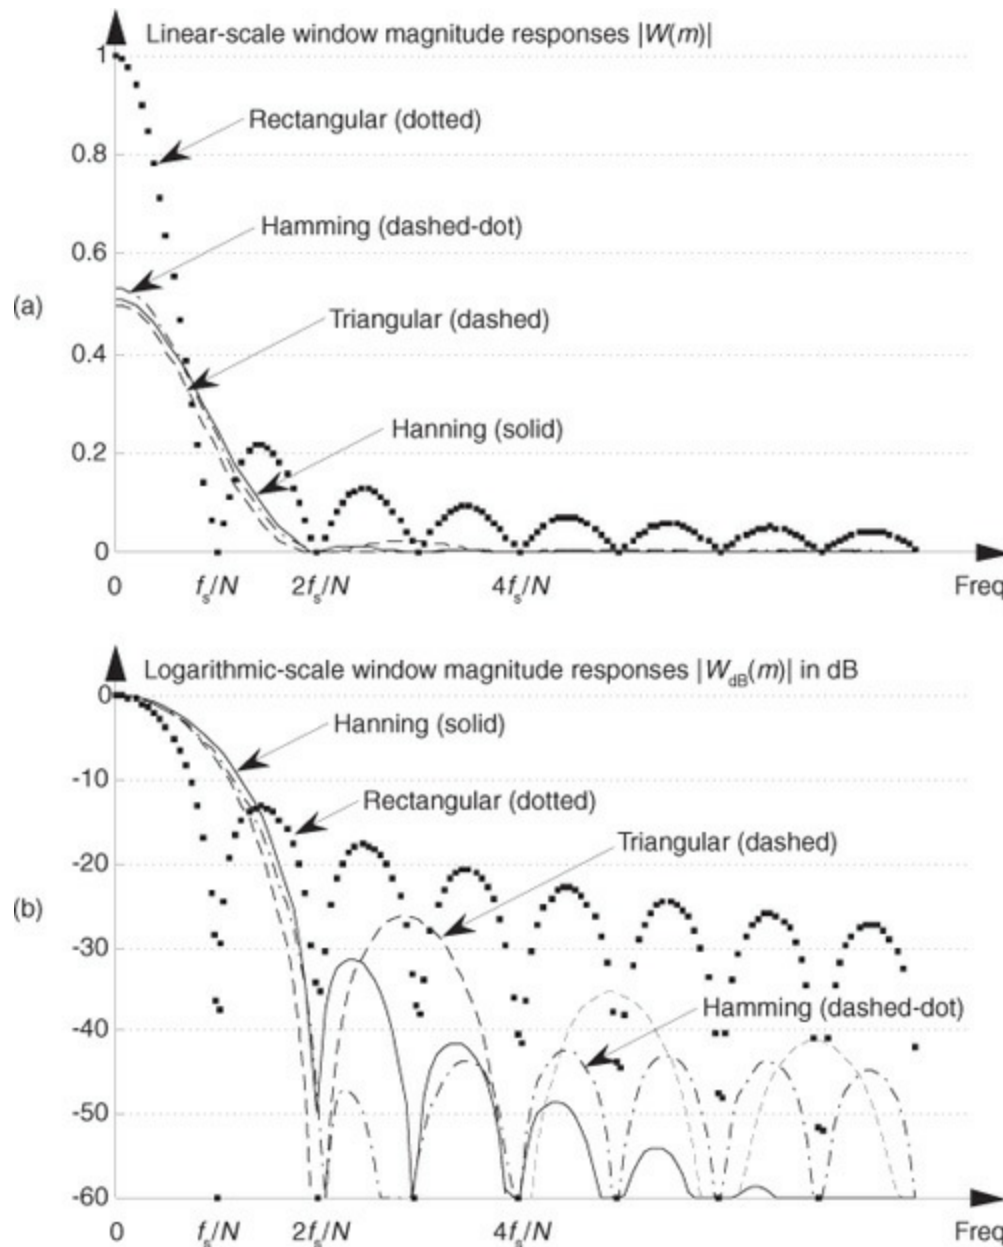 Linear-scale window magnitude responses |W(m)|
1
Rectangular (dotted)
0.8
Hamming (dashed-dot)
0.6
(a)
Triangular (dashed)
0.4
Hanning (solid)
0.2
0
0 fs/N 2fs/N 4fs/N Freq
Logarithmic-scale window magnitude responses |WdB(m)| in dB
0
Hanning (solid)
-10
Rectangular (dotted)
Triangular (dashed)
-20
(b)
-30
Hamming (dashed-dot)
-40
-50
-60
0 fs/N 2fs/N 4fs/N Freq